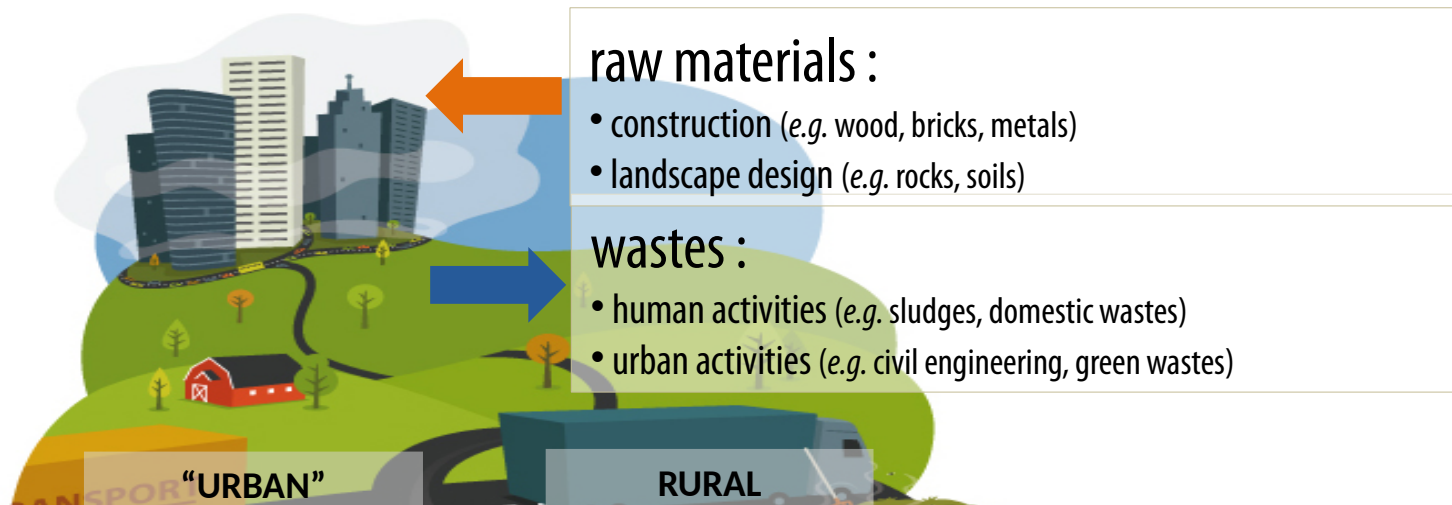 raw materials :
• construction (e.g. wood, bricks, metals)
• landscape design (e.g. rocks, soils)
wastes :
• human activities (e.g. sludges, domestic wastes)
• urban activities (e.g. civil engineering, green wastes)
“URBAN”
RURAL